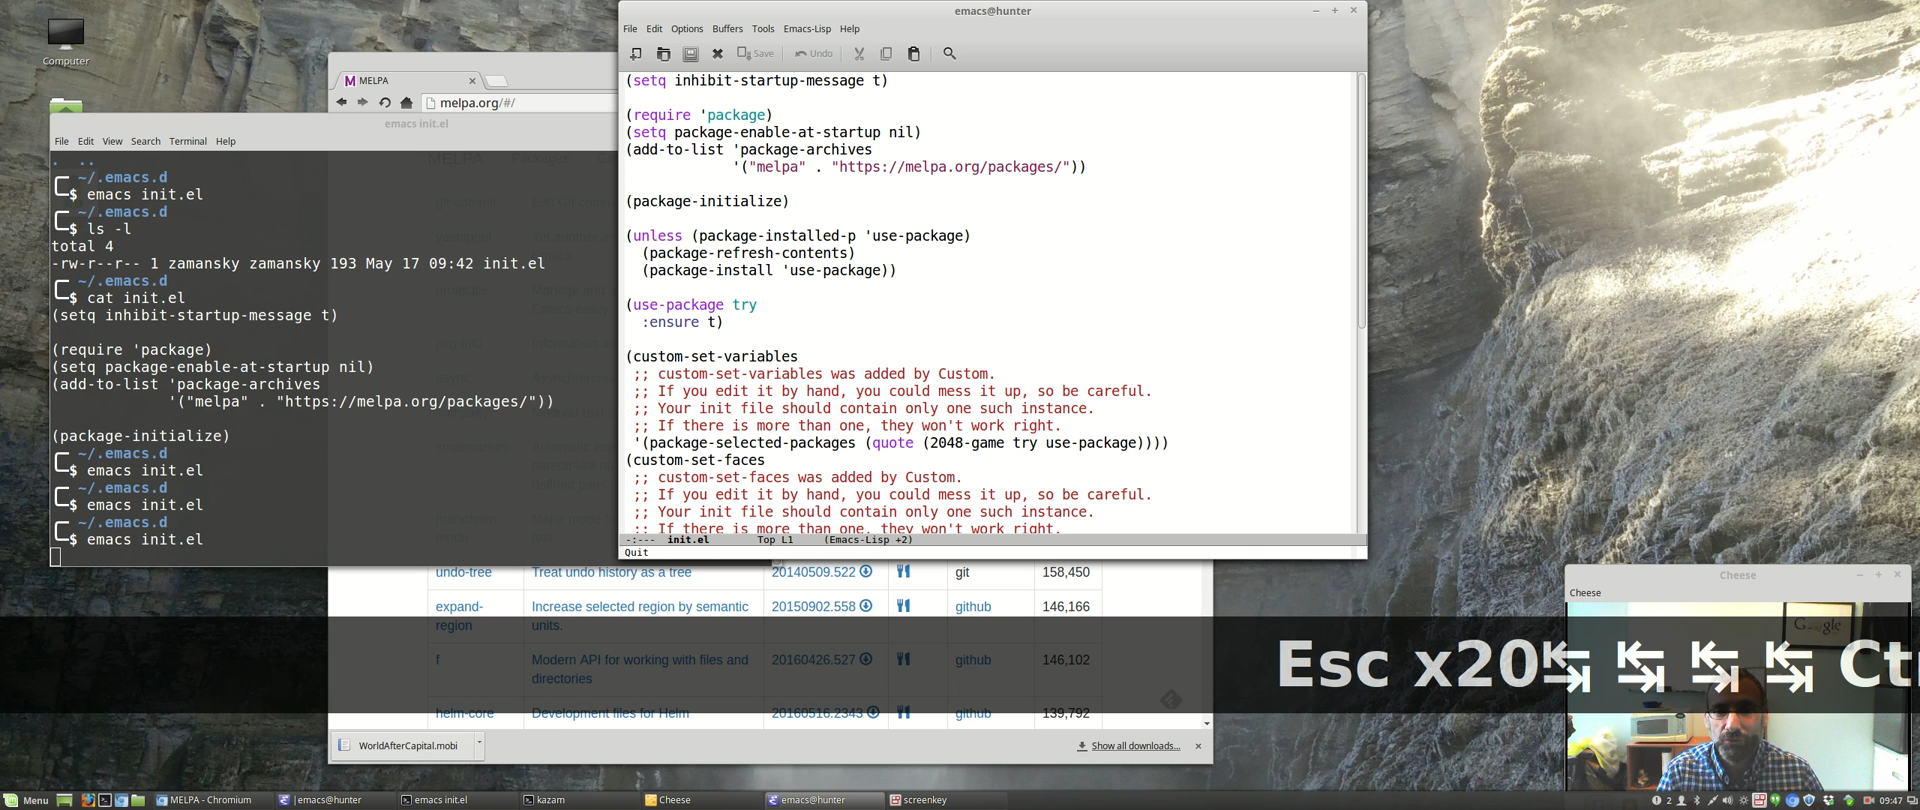 Computer
MELPA
melpa.org/#/
emacs init.el
File Edit View Search Terminal Help
. ..
~/.emacs.d
$ emacs init.el
~/.emacs.d
$ ls -l
total 4
-rw-r--r-- 1 zamansky zamansky 193 May 17 09:42 init.el
~/.emacs.d
$ cat init.el
(setq inhibit-startup-message t)
(require 'package)
(setq package-enable-at-startup nil)
(add-to-list 'package-archives
'("melpa" . "https://melpa.org/packages/"))
(package-initialize)
~/.emacs.d
$ emacs init.el
~/.emacs.d
$ emacs init.el
~/.emacs.d
$ emacs init.el
emacs@hunter
File Edit Options Buffers Tools Emacs-Lisp Help
Save Undo
(setq inhibit-startup-message t)
(require 'package)
(setq package-enable-at-startup nil)
(add-to-list 'package-archives
'("melpa" . "https://melpa.org/packages/"))
(package-initialize)
(unless (package-installed-p 'use-package)
(package-refresh-contents)
(package-install 'use-package))
(use-package try
:ensure t)
(custom-set-variables
;; custom-set-variables was added by Custom.
;; If you edit it by hand, you could mess it up, so be careful.
;; Your init file should contain only one such instance.
;; If there is more than one, they won't work right.
'(package-selected-packages (quote (2048-game try use-package))))
(custom-set-faces
;; custom-set-faces was added by Custom.
;; If you edit it by hand, you could mess it up, so be careful.
;; Your init file should contain only one such instance.
;; If there is more than one, they won't work right.
-:--- init.el Top L1 (Emacs-Lisp +2)
Quit
undo-tree Treat undo history as a tree 20140509.522 git 158,450
expand-region Increase selected region by semantic units. 20150902.558 github 146,166
f Modern API for working with files and directories 20160426.527 github 146,102
helm-core Development files for Helm 20160516.2343 github 139,792
WorldAfterCapital.mobi Show all downloads...
Cheese
Cheese
Google
Esc x20 Ct
Menu MELPA - Chromium |emacs@hunter emacs init.el kazam Cheese emacs@hunter screenkey 2 09:47